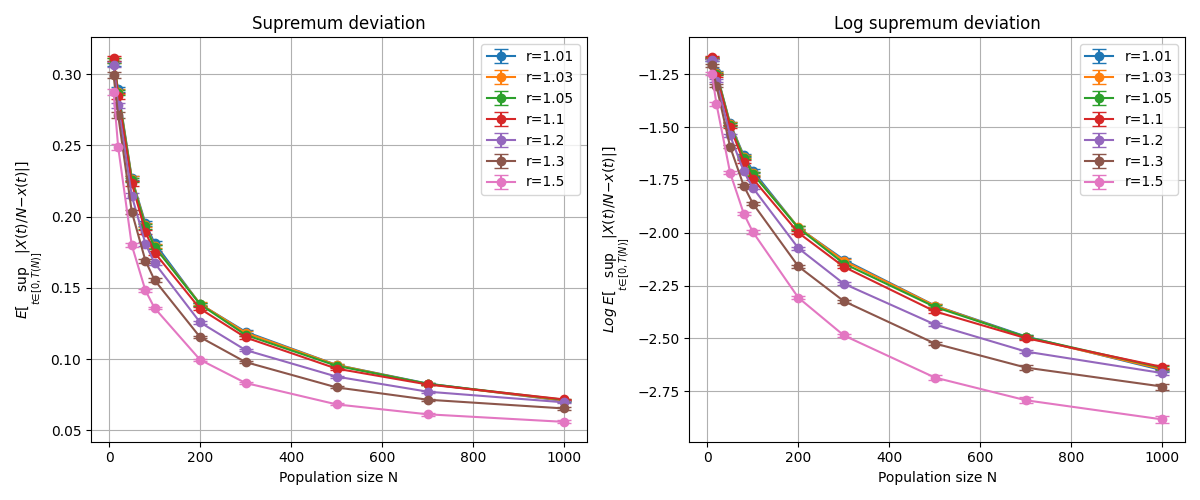 Supremum deviation
E[ sup |X(t)/N−x(t)|]
t∈[0, T(N)]
0.30
0.25
0.20
0.15
0.10
0.05
0 200 400 600 800 1000
Population size N
r=1.01
r=1.03
r=1.05
r=1.1
r=1.2
r=1.3
r=1.5
Log supremum deviation
Log E[ sup |X(t)/N−x(t)|]
t∈[0, T(N)]
−1.25
−1.50
−1.75
−2.00
−2.25
−2.50
−2.75
0 200 400 600 800 1000
Population size N
r=1.01
r=1.03
r=1.05
r=1.1
r=1.2
r=1.3
r=1.5